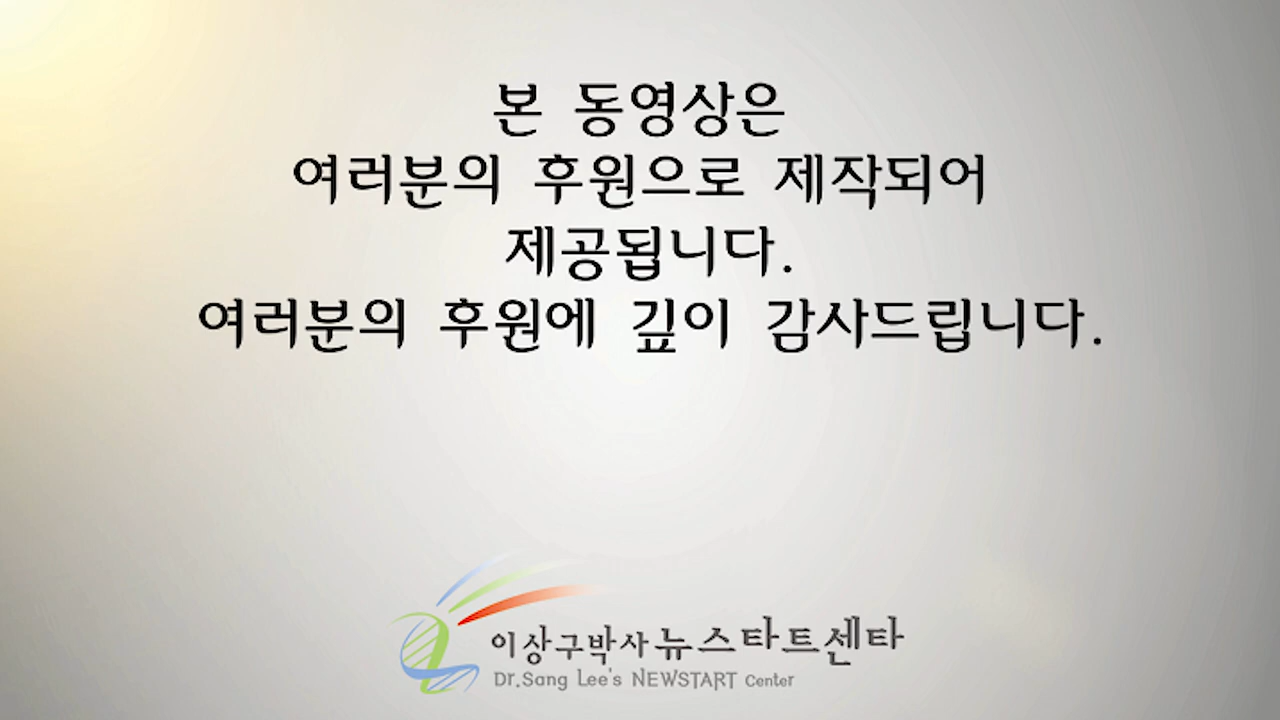 본 동영상은
여러분의 후원으로 제작되어
제공됩니다.
여러분의 후원에 깊이 감사드립니다.
이상구박사 뉴스타트센타
Dr.Sang Lee's NEWSTART Center